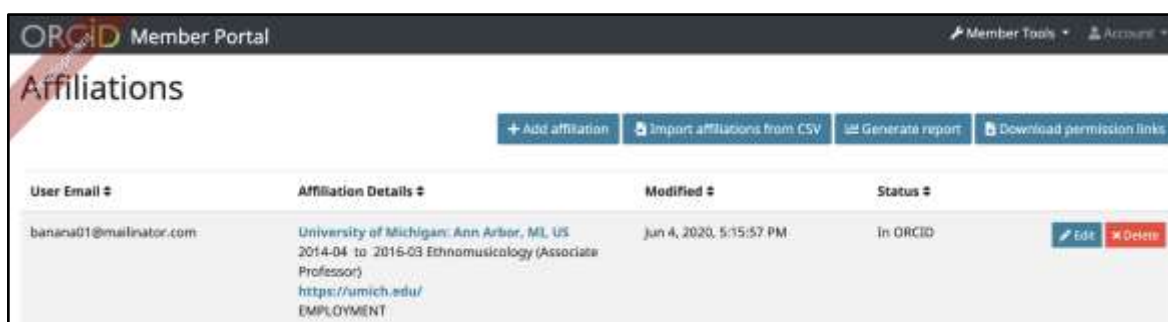 ORCID Member Portal
Member Tools
Account
Development
Affiliations
+ Add affiliation
Import affiliations from CSV
Generate report
Download permission links
User Email
Affiliation Details
Modified
Status
banana01@mailinator.com
University of Michigan: Ann Arbor, MI, US
Jun 4, 2020, 5:15:57 PM
In ORCID
Edit
Delete
2014-04 to 2016-03 Ethnomusicology (Associate
Professor)
https://umich.edu/
EMPLOYMENT